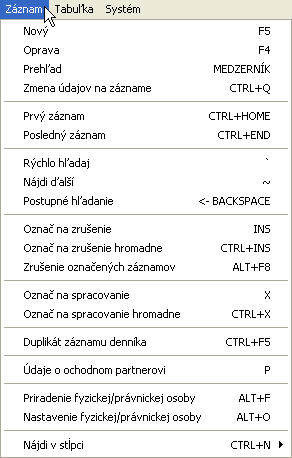 Záznam Tabuľka Systém
Nový F5
Oprava F4
Prehľad MEDZERNÍK
Zmena údajov na zázname CTRL+Q
Prvý záznam CTRL+HOME
Posledný záznam CTRL+END
Rýchlo hľadaj `
Nájdi ďalší ~
Postupné hľadanie <- BACKSPACE
Označ na zrušenie INS
Označ na zrušenie hromadne CTRL+INS
Zrušenie označených záznamov ALT+F8
Označ na spracovanie X
Označ na spracovanie hromadne CTRL+X
Duplikát záznamu denníka CTRL+F5
Údaje o ochodnom partnerovi P
Priradenie fyzickej/právnickej osoby ALT+F
Nastavenie fyzickej/právnickej osoby ALT+O
Nájdi v stĺpci CTRL+N